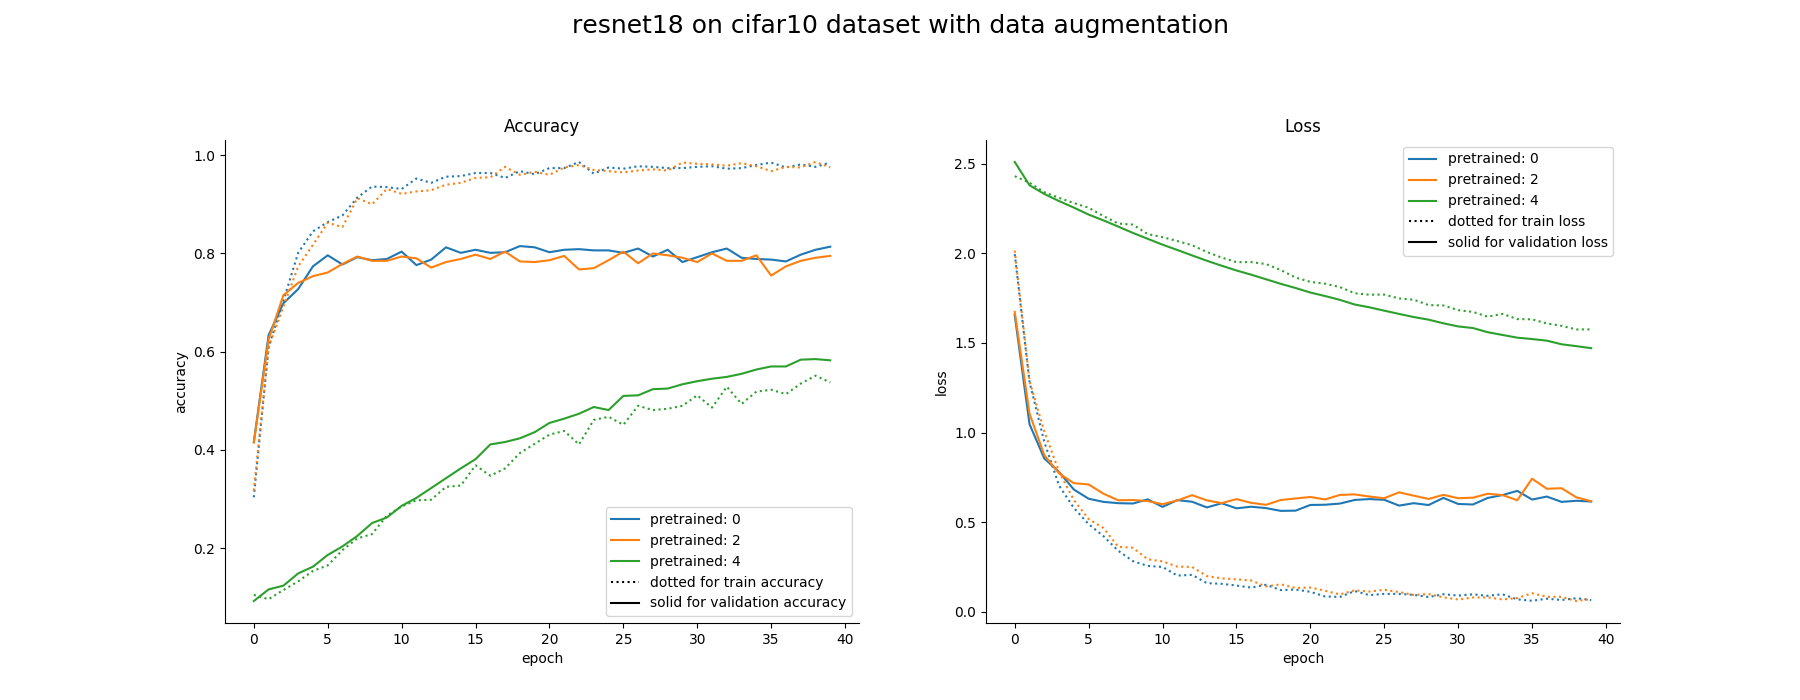 resnet18 on cifar10 dataset with data augmentation
Accuracy
1.0
0.8
0.6
0.4
0.2
accuracy
0 5 10 15 20 25 30 35 40
epoch
pretrained: 0
pretrained: 2
pretrained: 4
dotted for train accuracy
solid for validation accuracy
Loss
2.5
2.0
1.5
1.0
0.5
0.0
loss
0 5 10 15 20 25 30 35 40
epoch
pretrained: 0
pretrained: 2
pretrained: 4
dotted for train loss
solid for validation loss